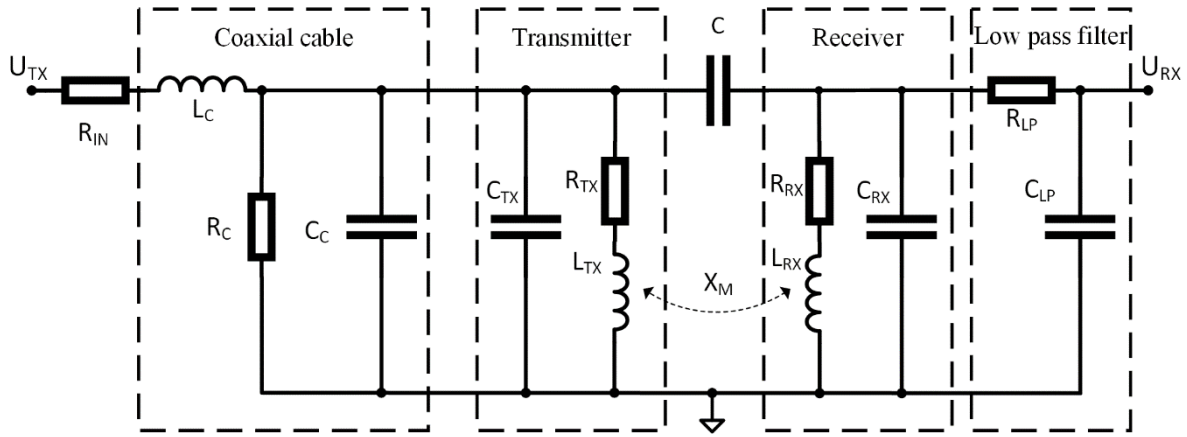 Coaxial cable
Transmitter
C
Receiver
Low pass filter
U_TX
R_IN
L_C
R_C
C_C
C_TX
R_TX
L_TX
X_M
R_RX
L_RX
C_RX
R_LP
C_LP
U_RX